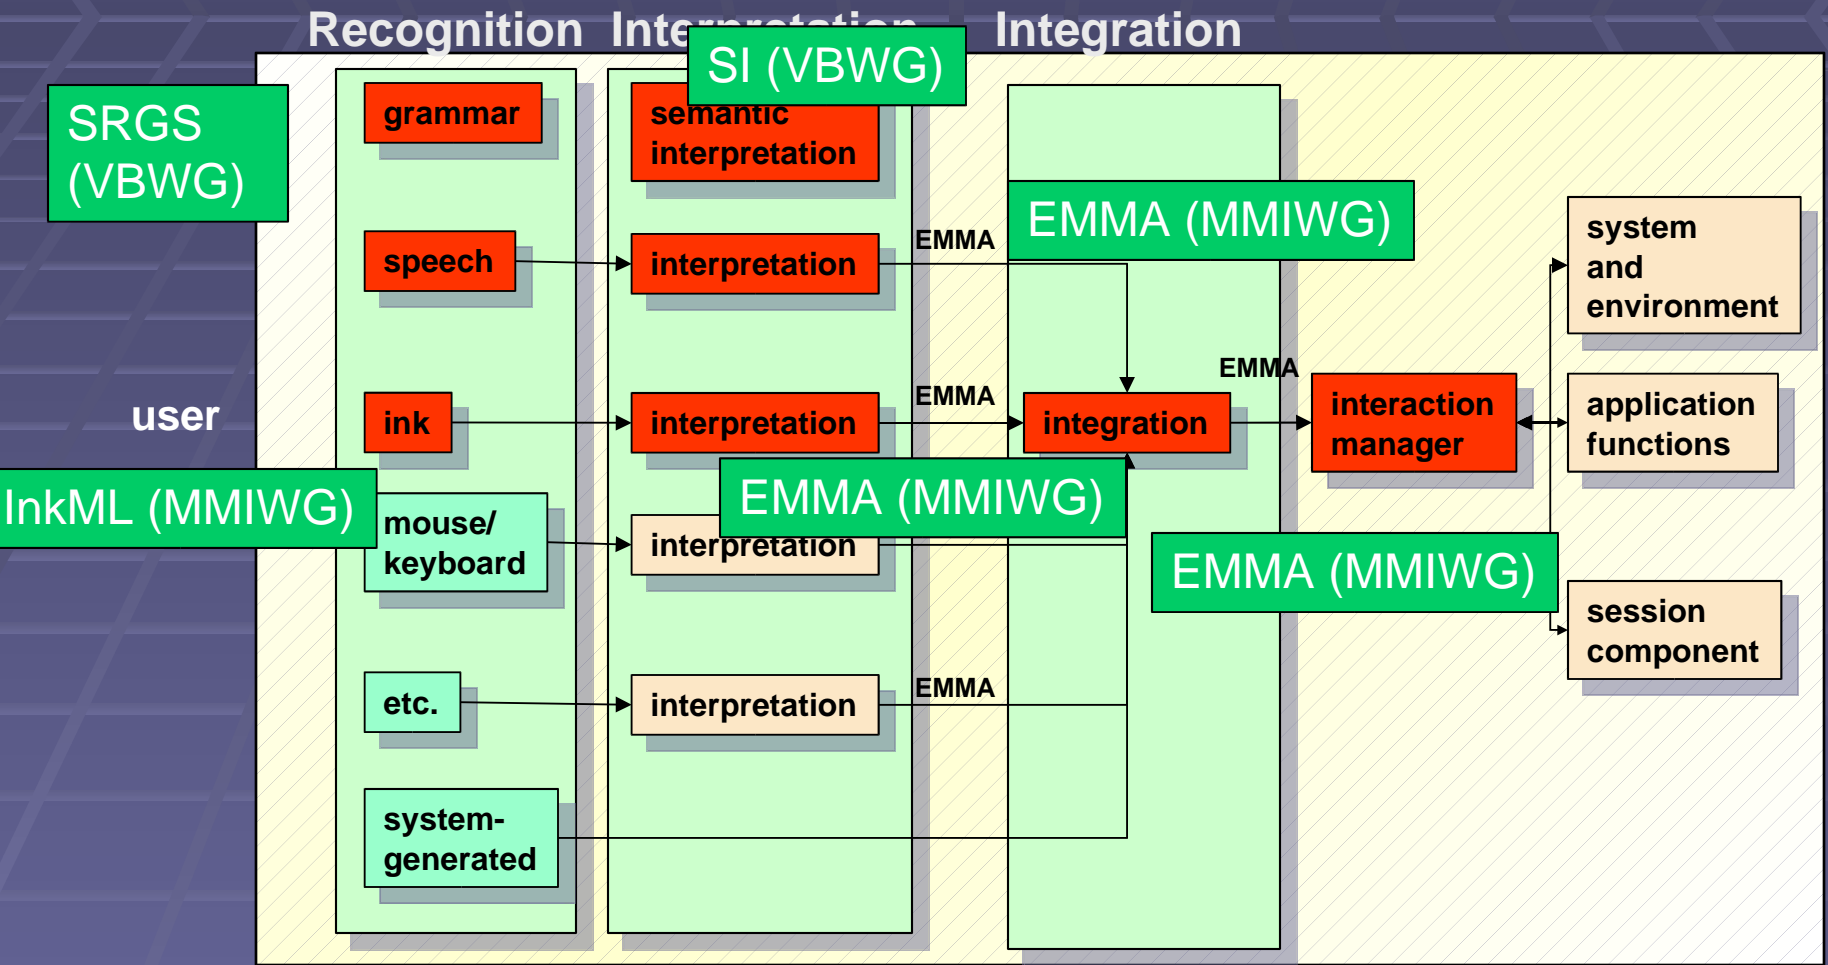 Recognition Interpretation Integration
SI (VBWG)
SRGS
(VBWG)
grammar
semantic
interpretation
EMMA (MMIWG)
speech
interpretation
EMMA
system
and
environment
user
ink
interpretation
EMMA
integration
EMMA
interaction
manager
application
functions
InkML (MMIWG)
mouse/
keyboard
EMMA (MMIWG)
interpretation
EMMA (MMIWG)
session
component
etc.
interpretation
EMMA
system-
generated